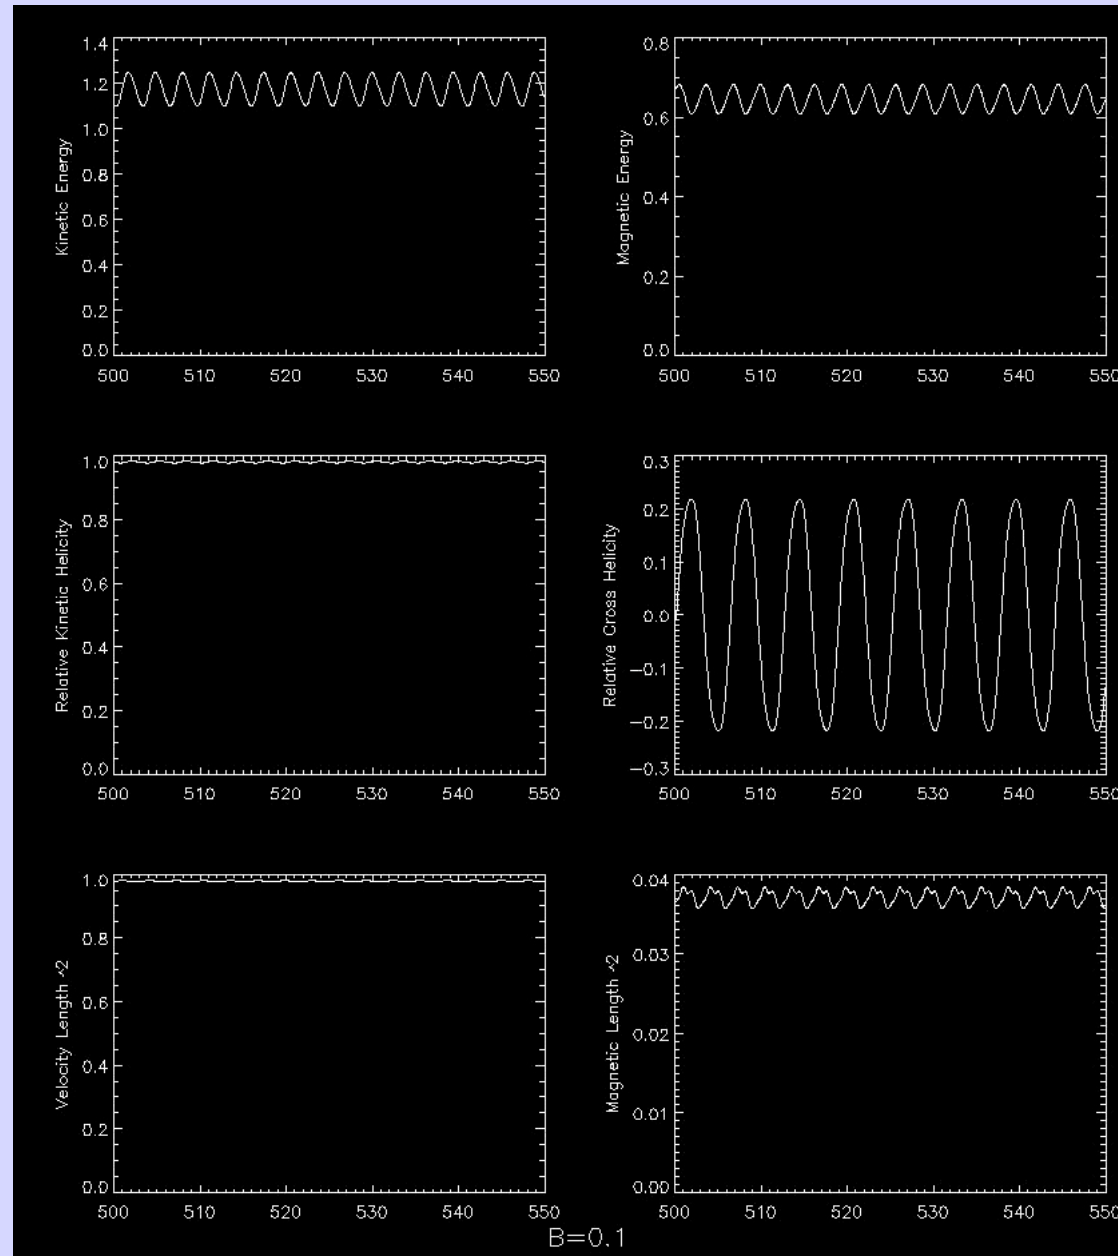 Kinetic Energy
1.4
1.2
1.0
0.8
0.6
0.4
0.2
0.0
500 510 520 530 540 550
Magnetic Energy
0.8
0.6
0.4
0.2
0.0
500 510 520 530 540 550
Relative Kinetic Helicity
1.0
0.8
0.6
0.4
0.2
0.0
500 510 520 530 540 550
Relative Cross Helicity
0.3
0.2
0.1
0.0
−0.1
−0.2
−0.3
500 510 520 530 540 550
Velocity Length ^2
1.0
0.8
0.6
0.4
0.2
0.0
500 510 520 530 540 550
Magnetic Length ^2
0.04
0.03
0.02
0.01
0.00
500 510 520 530 540 550
B=0.1